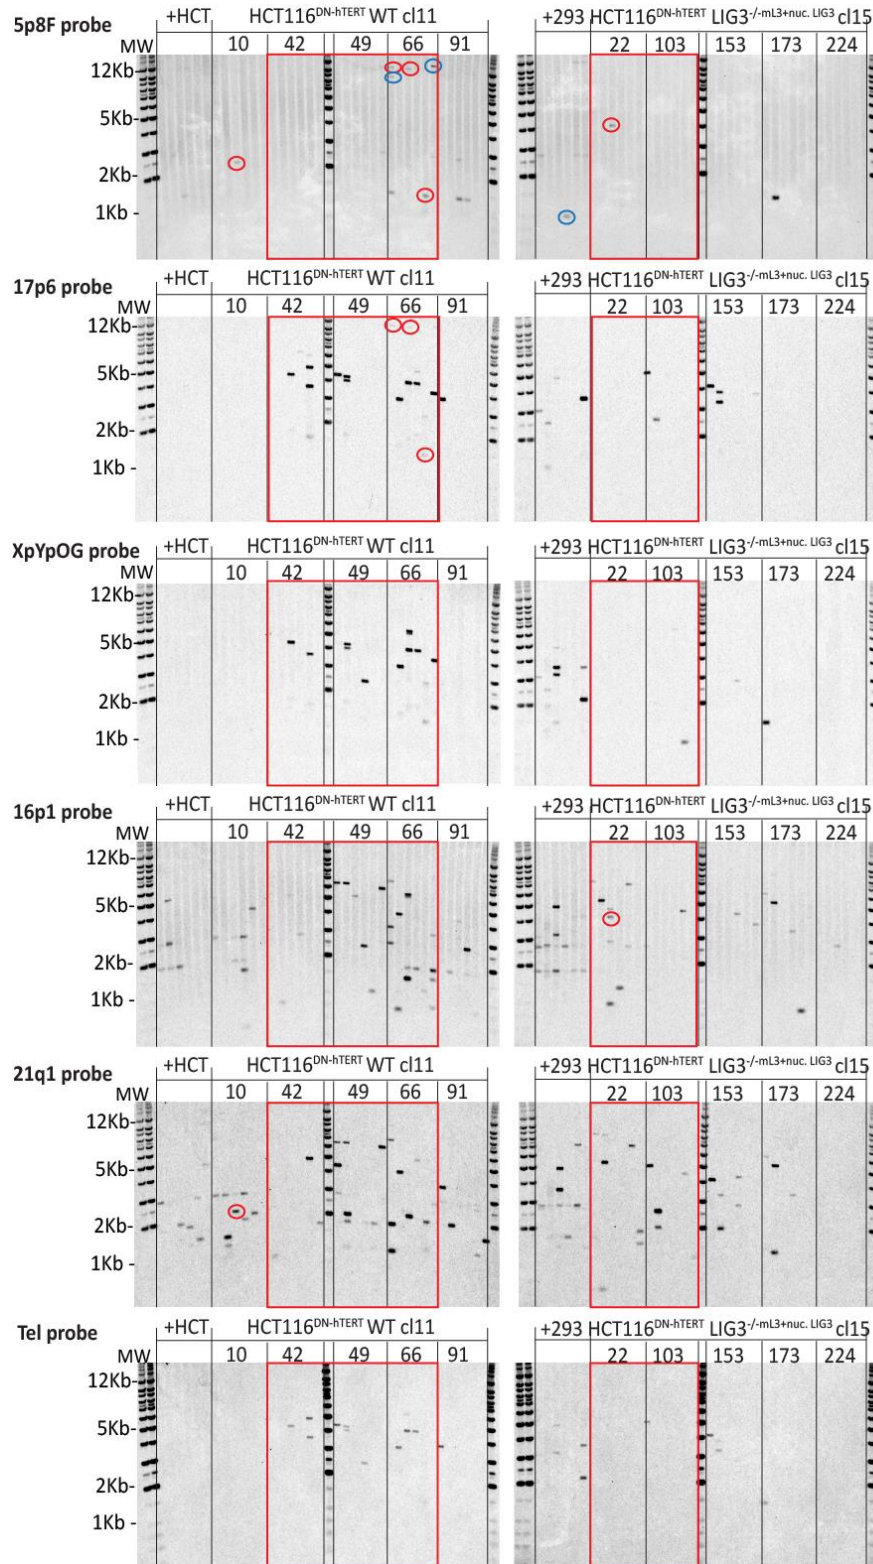 5p8F probe
+HCT HCT116DN-hTERT WT cl11
MW 10 42 49 66 91
+293 HCT116DN-hTERT LIG3-/-mL3+nuc. LIG3 cl15
22 103 153 173 224
12Kb-
5Kb-
2Kb-
1Kb -
17p6 probe
+HCT HCT116DN-hTERT WT cl11
MW 10 42 49 66 91
+293 HCT116DN-hTERT LIG3-/-mL3+nuc. LIG3 cl15
22 103 153 173 224
12Kb-
5Kb-
2Kb-
1Kb -
XpYpOG probe
+HCT HCT116DN-hTERT WT cl11
MW 10 42 49 66 91
+293 HCT116DN-hTERT LIG3-/-mL3+nuc. LIG3 cl15
22 103 153 173 224
12Kb-
5Kb-
2Kb-
1Kb -
16p1 probe
+HCT HCT116DN-hTERT WT cl11
MW 10 42 49 66 91
+293 HCT116DN-hTERT LIG3-/-mL3+nuc. LIG3 cl15
22 103 153 173 224
12Kb-
5Kb-
2Kb-
1Kb -
21q1 probe
+HCT HCT116DN-hTERT WT cl11
MW 10 42 49 66 91
+293 HCT116DN-hTERT LIG3-/-mL3+nuc. LIG3 cl15
22 103 153 173 224
12Kb-
5Kb-
2Kb-
1Kb -
Tel probe
+HCT HCT116DN-hTERT WT cl11
MW 10 42 49 66 91
+293 HCT116DN-hTERT LIG3-/-mL3+nuc. LIG3 cl15
22 103 153 173 224
12Kb-
5Kb-
2Kb-
1Kb -